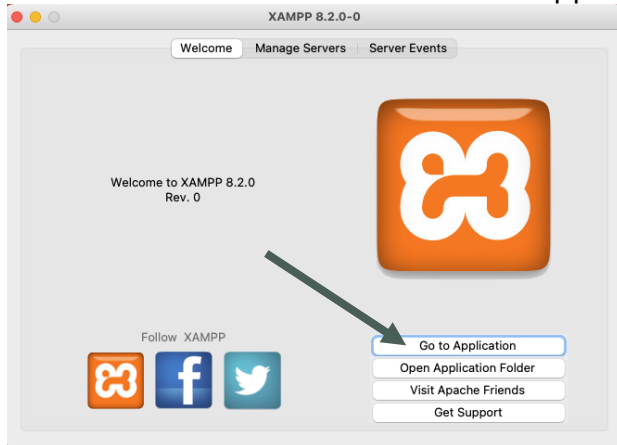 XAMPP 8.2.0-0
Welcome Manage Servers Server Events
Welcome to XAMPP 8.2.0
Rev. 0
Follow XAMPP
Go to Application
Open Application Folder
Visit Apache Friends
Get Support